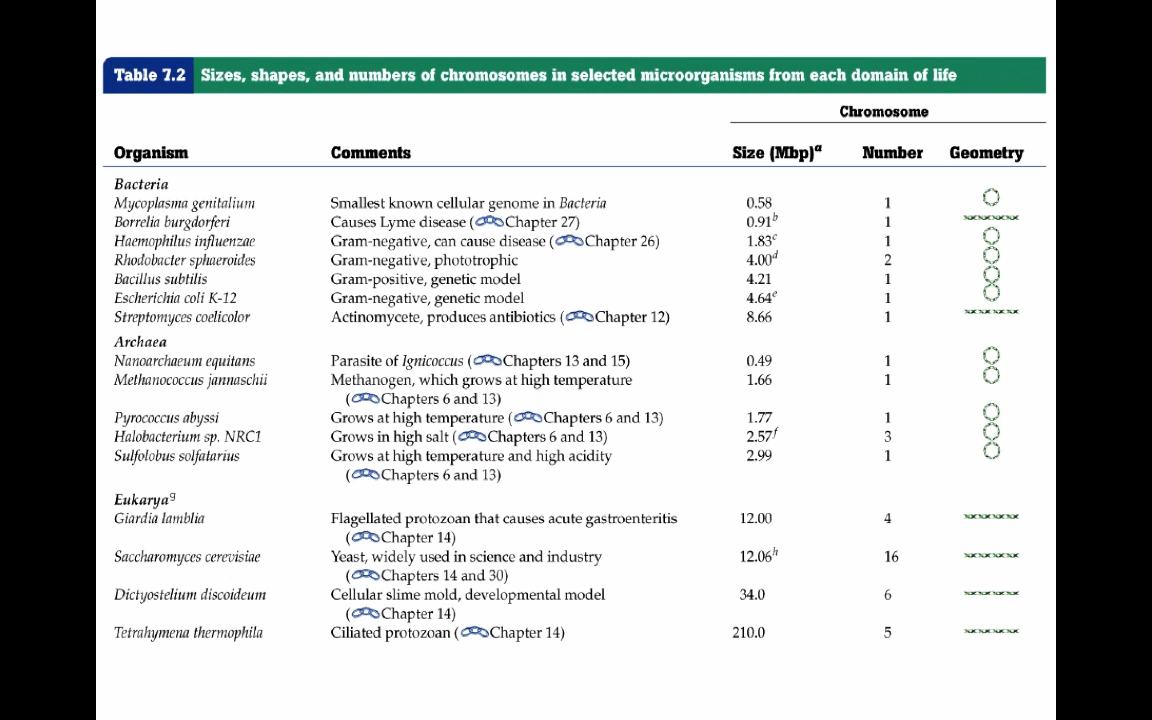 Table 7.2 Sizes, shapes, and numbers of chromosomes in selected microorganisms from each domain of life
Chromosome
Organism Comments Size (Mbp)a Number Geometry
Bacteria
Mycoplasma genitalium Smallest known cellular genome in Bacteria 0.58 1
Borrelia burgdorferi Causes Lyme disease (Chapter 27) 0.91b 1
Haemophilus influenzae Gram-negative, can cause disease (Chapter 26) 1.83c 1
Rhodobacter sphaeroides Gram-negative, phototrophic 4.00d 2
Bacillus subtilis Gram-positive, genetic model 4.21 1
Escherichia coli K-12 Gram-negative, genetic model 4.64e 1
Streptomyces coelicolor Actinomycete, produces antibiotics (Chapter 12) 8.66 1
Archaea
Nanoarchaeum equitans Parasite of Ignicoccus (Chapters 13 and 15) 0.49 1
Methanococcus jannaschii Methanogen, which grows at high temperature 1.66 1
(Chapters 6 and 13)
Pyrococcus abyssi Grows at high temperature (Chapters 6 and 13) 1.77 1
Halobacterium sp. NRC1 Grows in high salt (Chapters 6 and 13) 2.57f 3
Sulfolobus solfatarius Grows at high temperature and high acidity 2.99 1
(Chapters 6 and 13)
Eukaryag
Giardia lamblia Flagellated protozoan that causes acute gastroenteritis 12.00 4
(Chapter 14)
Saccharomyces cerevisiae Yeast, widely used in science and industry 12.06h 16
(Chapters 14 and 30)
Dictyostelium discoideum Cellular slime mold, developmental model 34.0 6
(Chapter 14)
Tetrahymena thermophila Ciliated protozoan (Chapter 14) 210.0 5